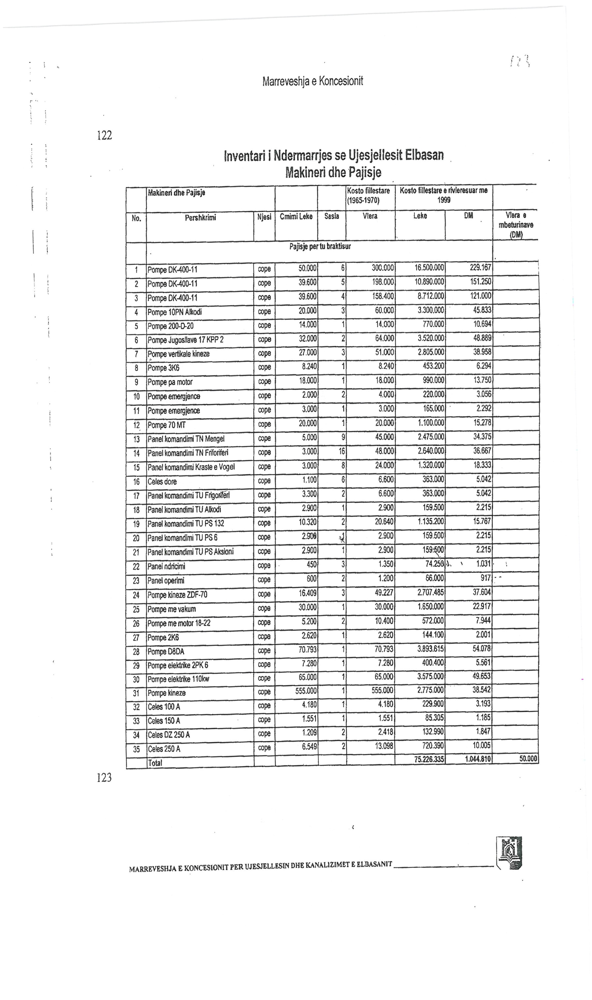 123
Marreveshja e Koncesionit
122
Inventari i Ndermarrjes se Ujesjellesit Elbasan
Makineri dhe Pajisje
Makineri dhe Pajisje Kosto fillestare (1965-1970) Kosto fillestare e rivleresuar me 1999
No. Pershkrimi Njesi Cmimi Leke Sasia Vlera Leke DM Vlera e mbeturinave (DM)
Pajisje per tu braktisur
1 Pompe DK-400-11 cope 50.000 6 300.000 16.500.000 229.167
2 Pompe DK-400-11 cope 39.600 5 198.000 10.890.000 151.250
3 Pompe DK-400-11 cope 39.600 4 158.400 8.712.000 121.000
4 Pompe 10PN Alkodi cope 20.000 3 60.000 3.300.000 45.833
5 Pompe 200-D-20 cope 14.000 1 14.000 770.000 10.694
6 Pompe Jugosllave 17 KPP 2 cope 32.000 2 64.000 3.520.000 48.889
7 Pompe vertikale kineze cope 27.000 3 51.000 2.805.000 38.958
8 Pompe 3K6 cope 8.240 1 8.240 453.200 6.294
9 Pompe pa motor cope 18.000 1 18.000 990.000 13.750
10 Pompe emergjence cope 2.000 2 4.000 220.000 3.056
11 Pompe emergjence cope 3.000 1 3.000 165.000 2.292
12 Pompe 70 MT cope 20.000 1 20.000 1.100.000 15.278
13 Panel komandimi TN Mengel cope 5.000 9 45.000 2.475.000 34.375
14 Panel komandimi TN Friforiferi cope 3.000 16 48.000 2.640.000 36.667
15 Panel komandimi Kraste e Vogel cope 3.000 8 24.000 1.320.000 18.333
16 Celes dore cope 1.100 6 6.600 363.000 5.042
17 Panel komandimi TU Frigoriferi cope 3.300 2 6.600 363.000 5.042
18 Panel komandimi TU Alkodi cope 2.900 1 2.900 159.500 2.215
19 Panel komandimi TU PS 132 cope 10.320 2 20.640 1.135.200 15.767
20 Panel komandimi TU PS 6 cope 2.900 1 2.900 159.500 2.215
21 Panel komandimi TU PS Aksioni cope 2.900 1 2.900 159.500 2.215
22 Panel ndricimi cope 450 3 1.350 74.250 1.031
23 Panel operimi cope 600 2 1.200 66.000 917
24 Pompe kineze ZDF-70 cope 16.409 3 49.227 2.707.485 37.604
25 Pompe me vakum cope 30.000 1 30.000 1.650.000 22.917
26 Pompe me motor 18-22 cope 5.200 2 10.400 572.000 7.944
27 Pompe 2K6 cope 2.620 1 2.620 144.100 2.001
28 Pompe D8DA cope 70.793 1 70.793 3.893.615 54.078
29 Pompe elektrike 2PK 6 cope 7.280 1 7.280 400.400 5.561
30 Pompe elektrike 110kw cope 65.000 1 65.000 3.575.000 49.653
31 Pompe kineze cope 555.000 1 555.000 2.775.000 38.542
32 Celes 100 A cope 4.180 1 4.180 229.900 3.193
33 Celes 150 A cope 1.551 1 1.551 85.305 1.185
34 Celes DZ 250 A cope 1.209 2 2.418 132.990 1.847
35 Celes 250 A cope 6.549 2 13.098 720.390 10.005
Total 75.226.335 1.044.810 50.000
123
MARREVESHJA E KONCESIONIT PER UJESJELLESIN DHE KANALIZIMET E ELBASANIT